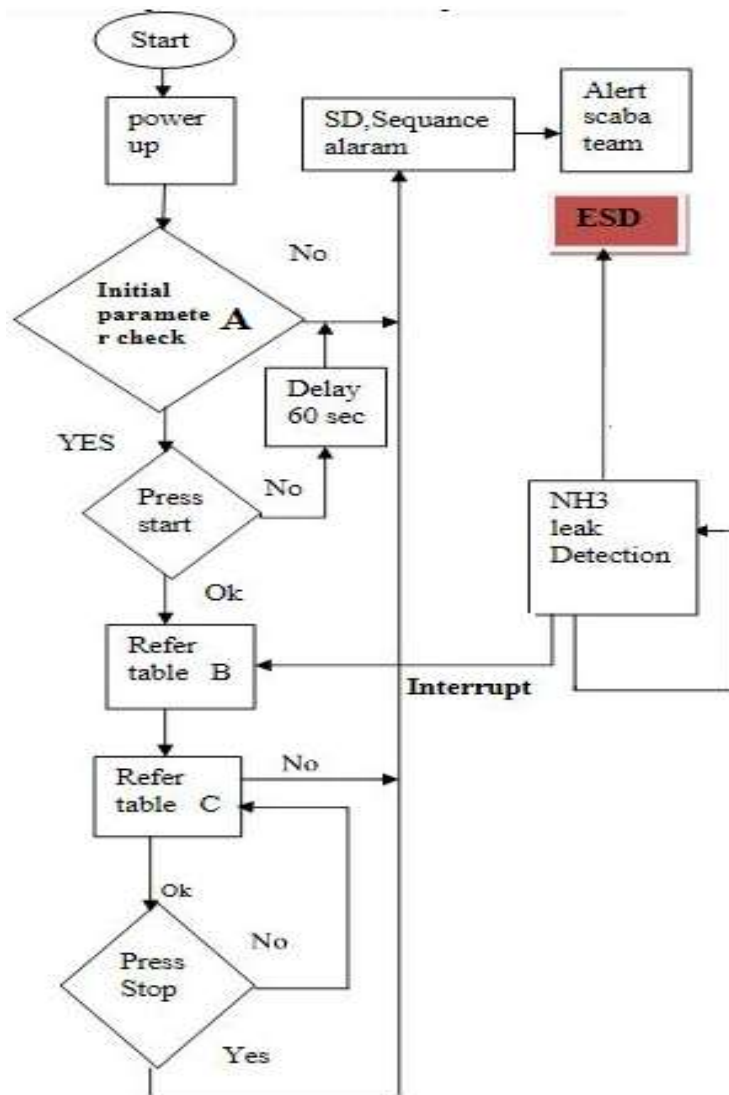 Start
power
up
SD,Sequance
alaram
Alert
scaba
team
ESD
No
Initial
paramete
r check
A
Delay
60 sec
YES
Press
start
No
NH3
leak
Detection
Ok
Refer
table B
Interrupt
Refer
table C
No
Ok
Press
Stop
No
Yes